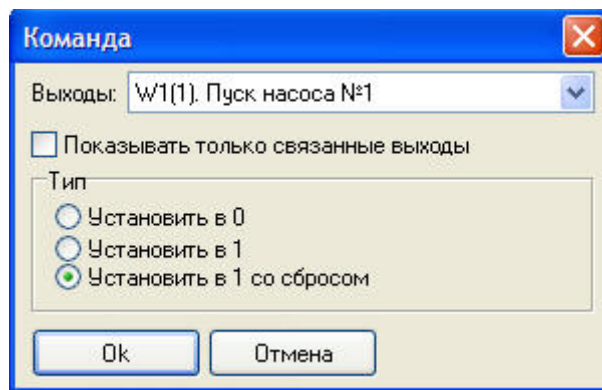 Команда
Выходы: W1(1). Пуск насоса №1
Показывать только связанные выходы
Тип
Установить в 0
Установить в 1
Установить в 1 со сбросом
Ok Отмена